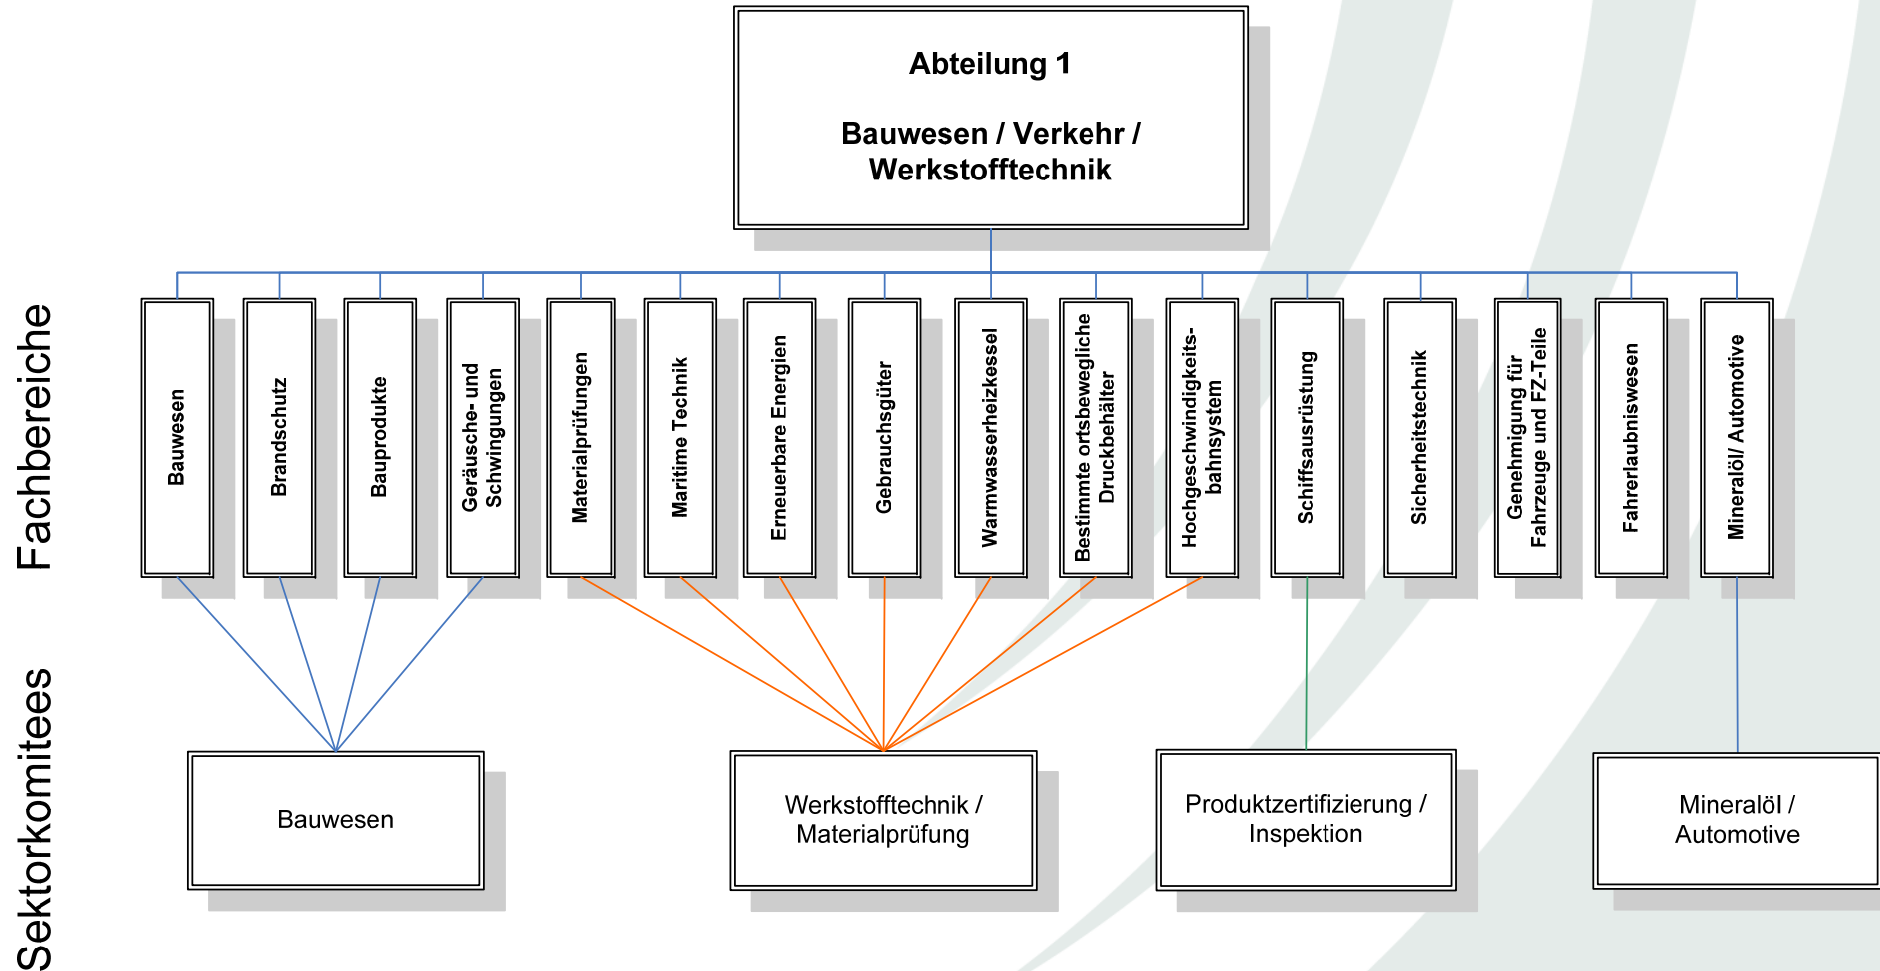 Abteilung 1
Bauwesen / Verkehr /
Werkstofftechnik
Fachbereiche
Bauwesen
Brandschutz
Bauprodukte
Geräusche- und
Schwingungen
Materialprüfungen
Maritime Technik
Erneuerbare Energien
Gebrauchsgüter
Warmwasserheizkessel
Bestimmte ortsbewegliche
Druckbehälter
Hochgeschwindigkeits-
bahnsystem
Schiffsausrüstung
Sicherheitstechnik
Genehmigung für
Fahrzeuge und FZ-Teile
Fahrerlaubniswesen
Mineralöl/ Automotive
Sektorkomitees
Bauwesen
Werkstofftechnik /
Materialprüfung
Produktzertifizierung /
Inspektion
Mineralöl /
Automotive